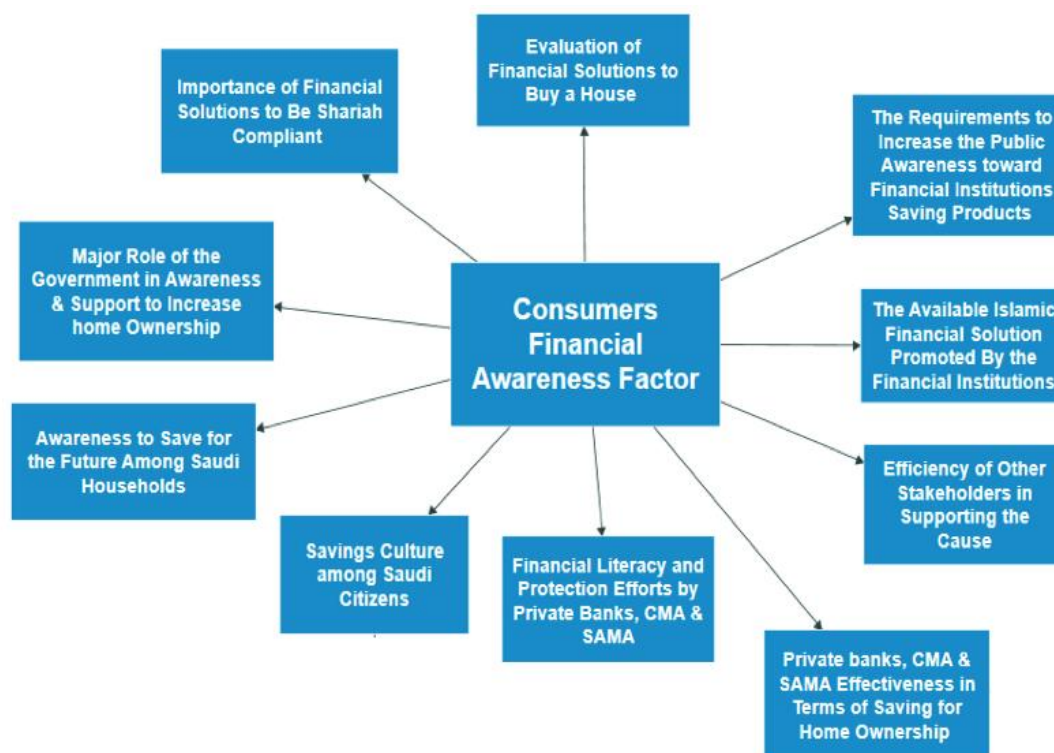 Evaluation of
Financial Solutions to
Buy a House
Importance of Financial
Solutions to Be Shariah
Compliant
The Requirements to
Increase the Public
Awareness toward
Financial Institutions
Saving Products
Major Role of the
Government in Awareness
& Support to Increase
home Ownership
Consumers
Financial
Awareness Factor
The Available Islamic
Financial Solution
Promoted By the
Financial Institutions
Awareness to Save for
the Future Among Saudi
Households
Efficiency of Other
Stakeholders in
Supporting the
Cause
Savings Culture
among Saudi
Citizens
Financial Literacy and
Protection Efforts by
Private Banks, CMA &
SAMA
Private banks, CMA &
SAMA Effectiveness in
Terms of Saving for
Home Ownership